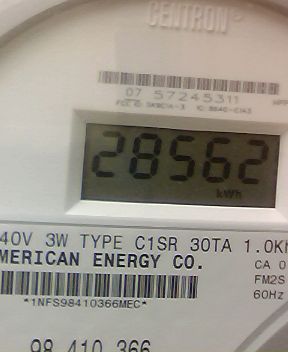 CENTRON®
07 57245311
28562
kWh
40V 3W TYPE C1SR 30TA 1.0Kh
MERICAN ENERGY CO.
CA 0
FM2S
60Hz
*1NFS98410366MEC*
98 410 366